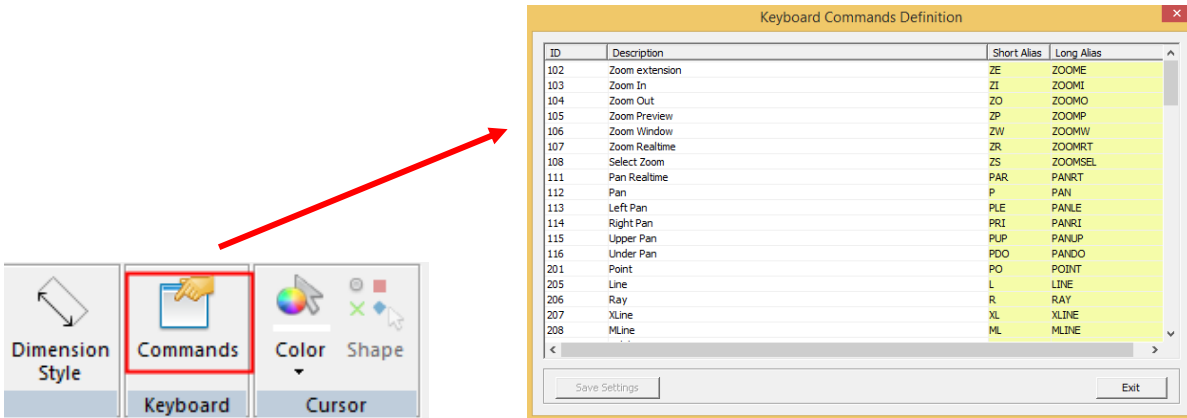 Keyboard Commands Definition
ID Description Short Alias Long Alias
102 Zoom extension ZE ZOOME
103 Zoom In ZI ZOOMI
104 Zoom Out ZO ZOOMO
105 Zoom Preview ZP ZOOMP
106 Zoom Window ZW ZOOMW
107 Zoom Realtime ZR ZOOMRT
108 Select Zoom ZS ZOOMSEL
111 Pan Realtime PAR PANRT
112 Pan P PAN
113 Left Pan PLE PANLE
114 Right Pan PRI PANRI
115 Upper Pan PUP PANUP
116 Under Pan PDO PANDO
201 Point PO POINT
205 Line L LINE
206 Ray R RAY
207 XLine XL XLINE
208 MLine ML MLINE
Save Settings Exit
Dimension Style
Commands
Color Shape
Keyboard Cursor